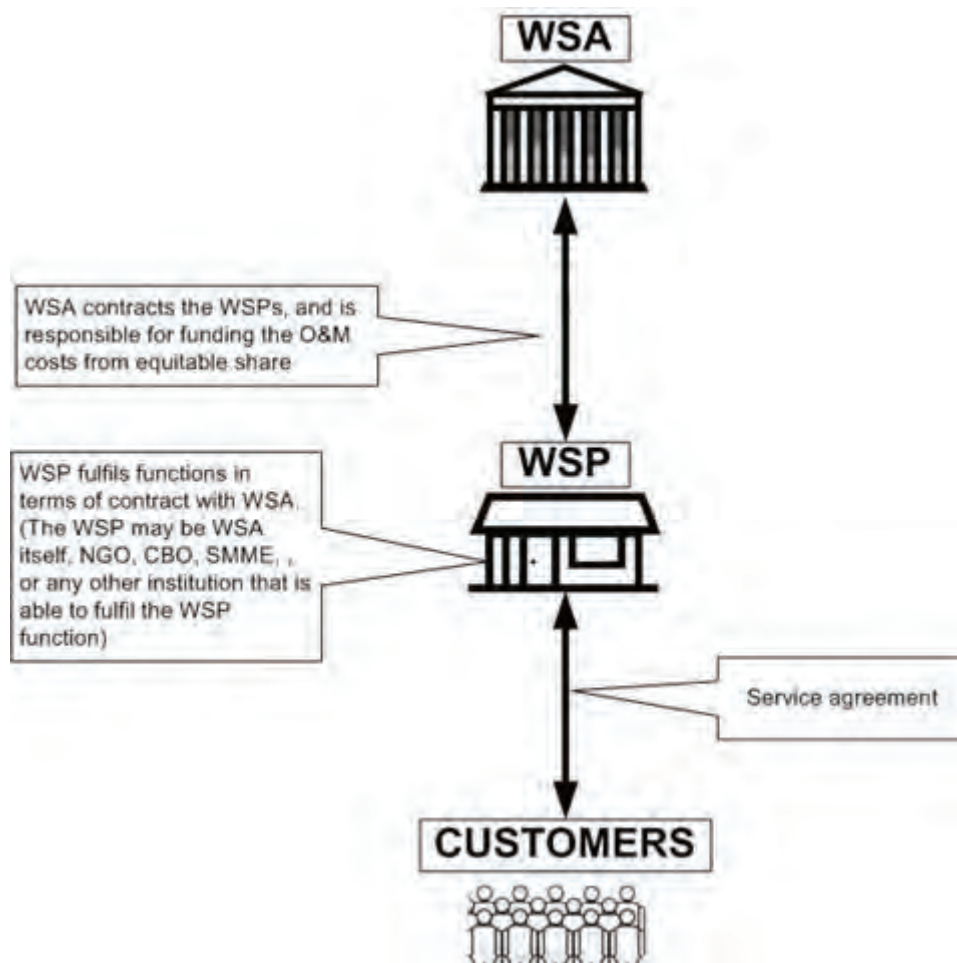 WSA
WSA contracts the WSPs, and is
responsible for funding the O&M
costs from equitable share
WSP
WSP fulfils functions in
terms of contract with WSA.
(The WSP may be WSA
itself, NGO, CBO, SMME, ,
or any other institution that is
able to fulfil the WSP
function)
Service agreement
CUSTOMERS